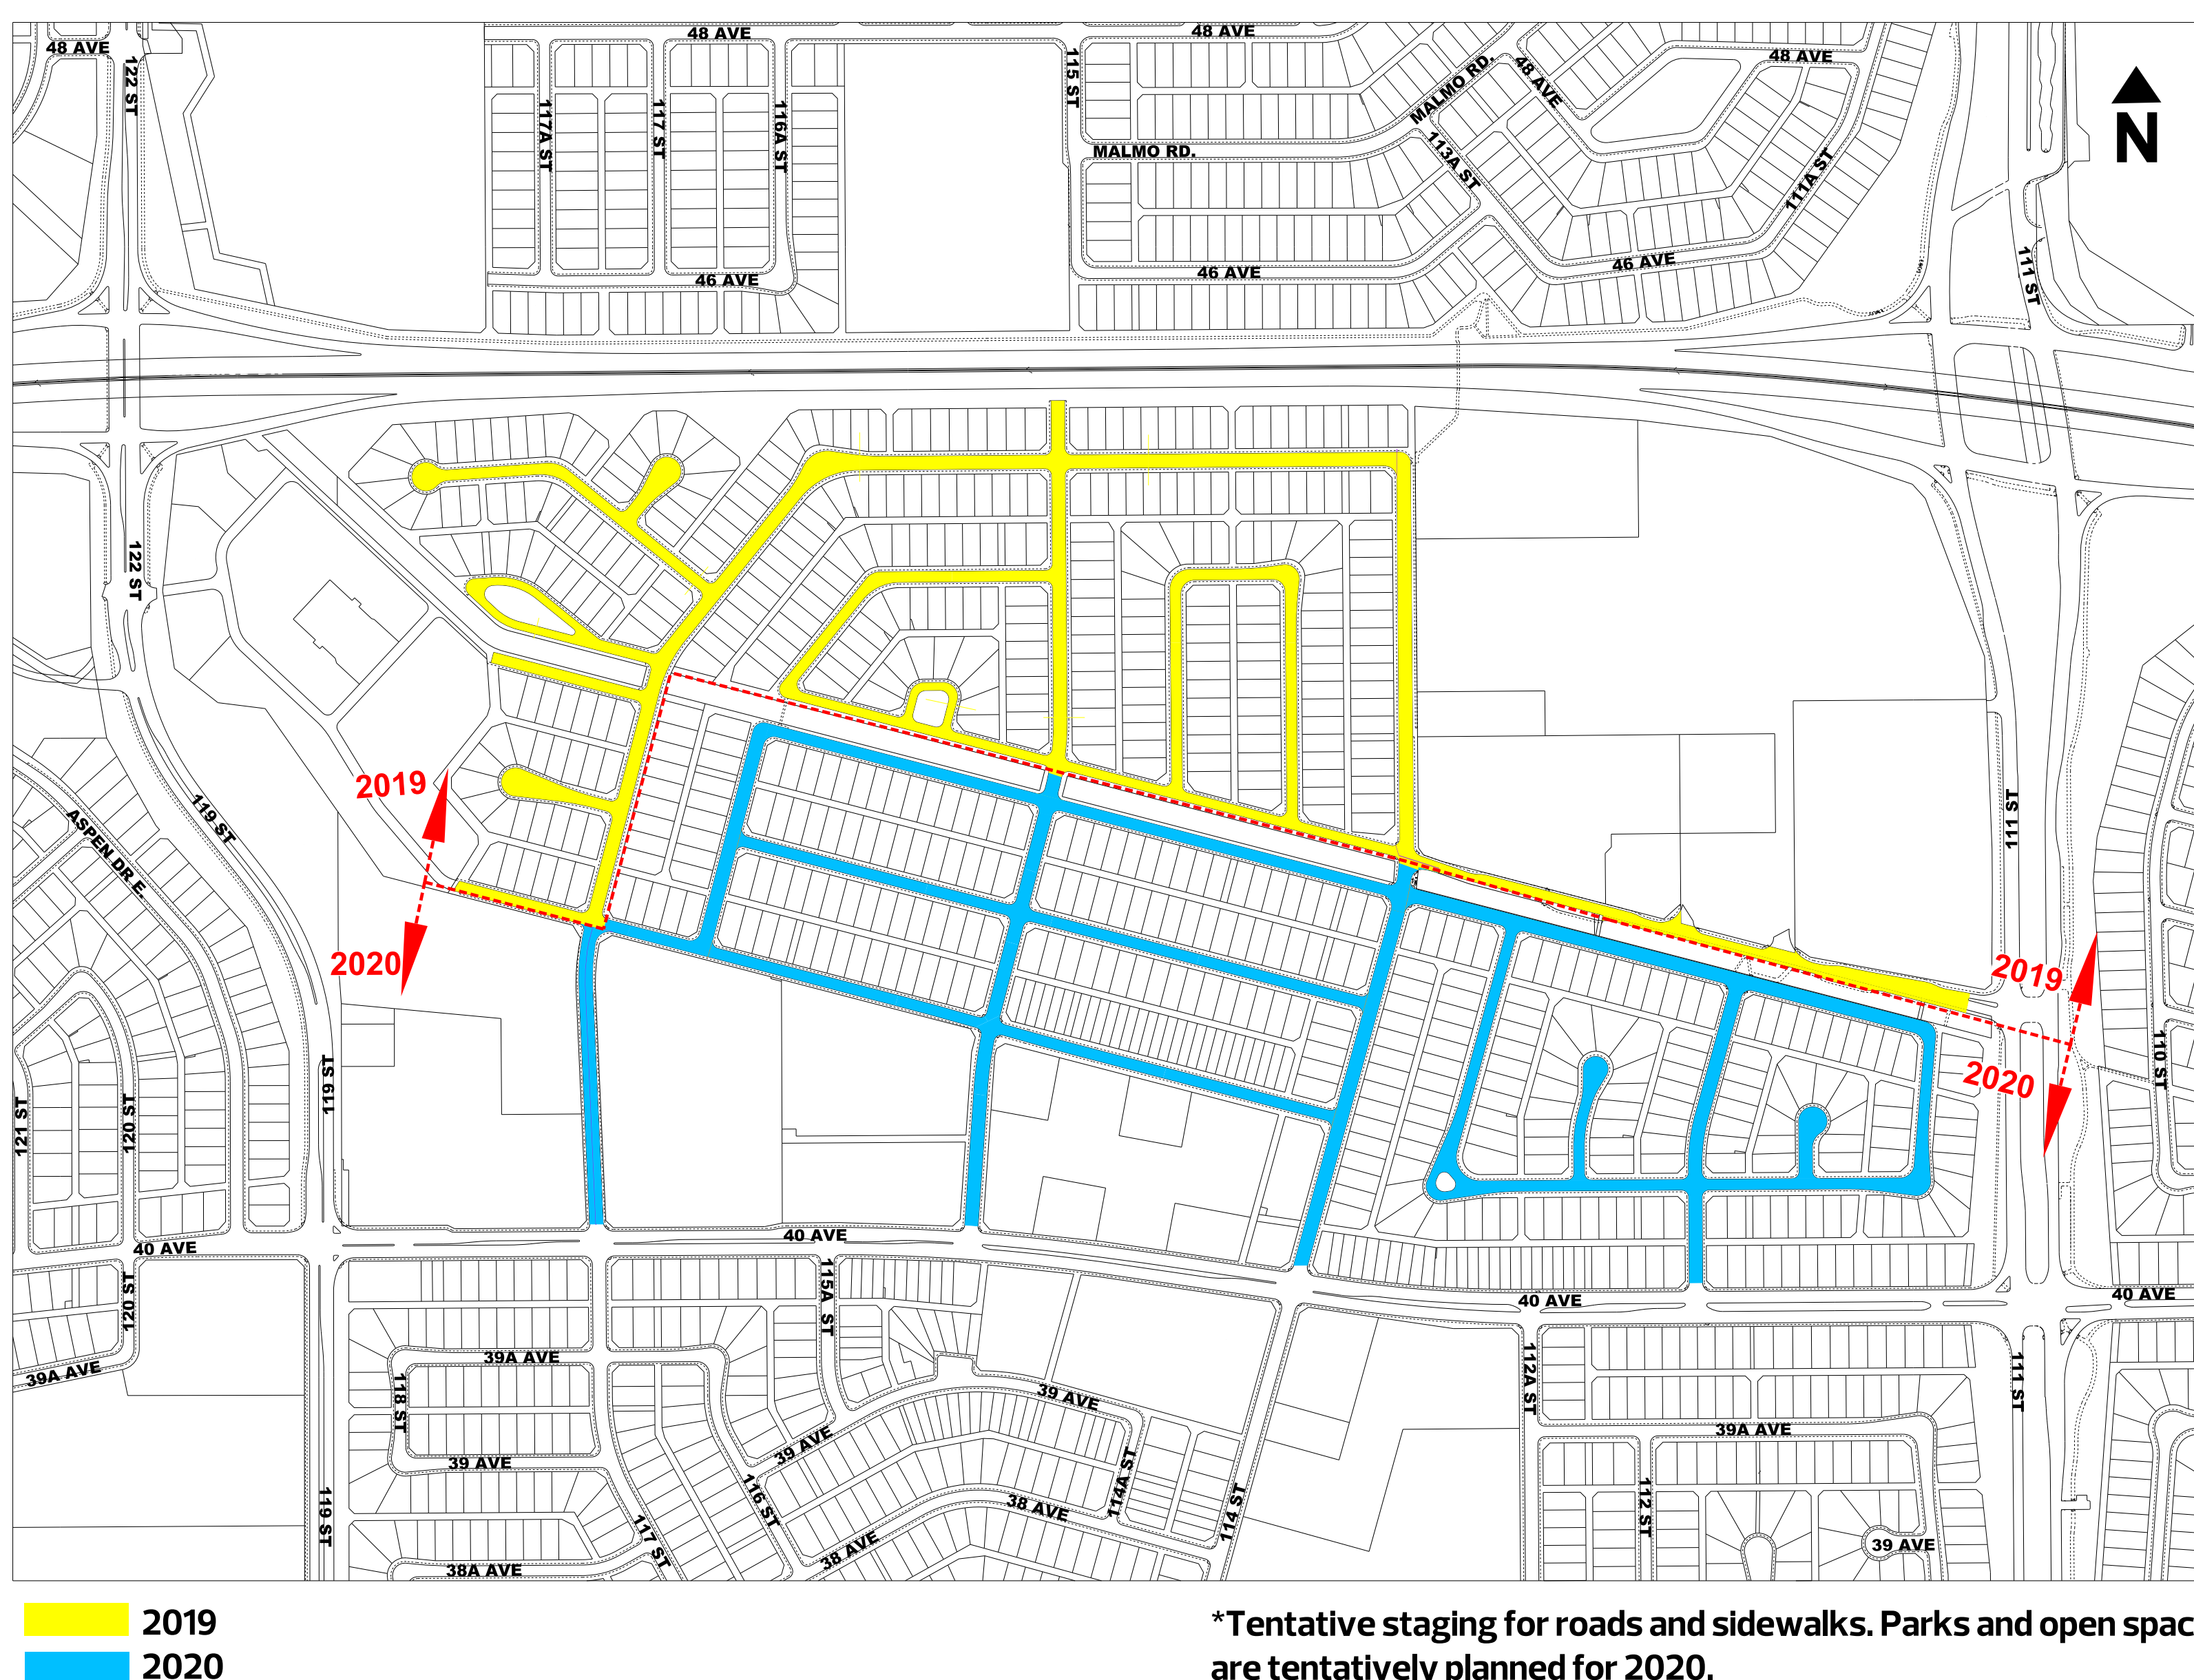 48 AVE
48 AVE
48 AVE
48 AVE
48 AVE
122 ST
117A ST
117 ST
116A ST
115 ST
MALMO RD.
MALMO RD.
113A ST
111A ST
N
46 AVE
46 AVE
46 AVE
111 ST
122 ST
2019
119 ST
ASPEN DR E.
111 ST
2020
2019
2020
110 ST
119 ST
121 ST
120 ST
40 AVE
40 AVE
40 AVE
40 AVE
120 ST
115A ST
39A AVE
39A AVE
118 ST
39 AVE
112A ST
111 ST
39A AVE
39 AVE
39 AVE
114A ST
116 ST
119 ST
117 ST
38 AVE
38 AVE
114 ST
112 ST
39 AVE
38A AVE
2019
2020
*Tentative staging for roads and sidewalks. Parks and open spac
are tentatively planned for 2020.